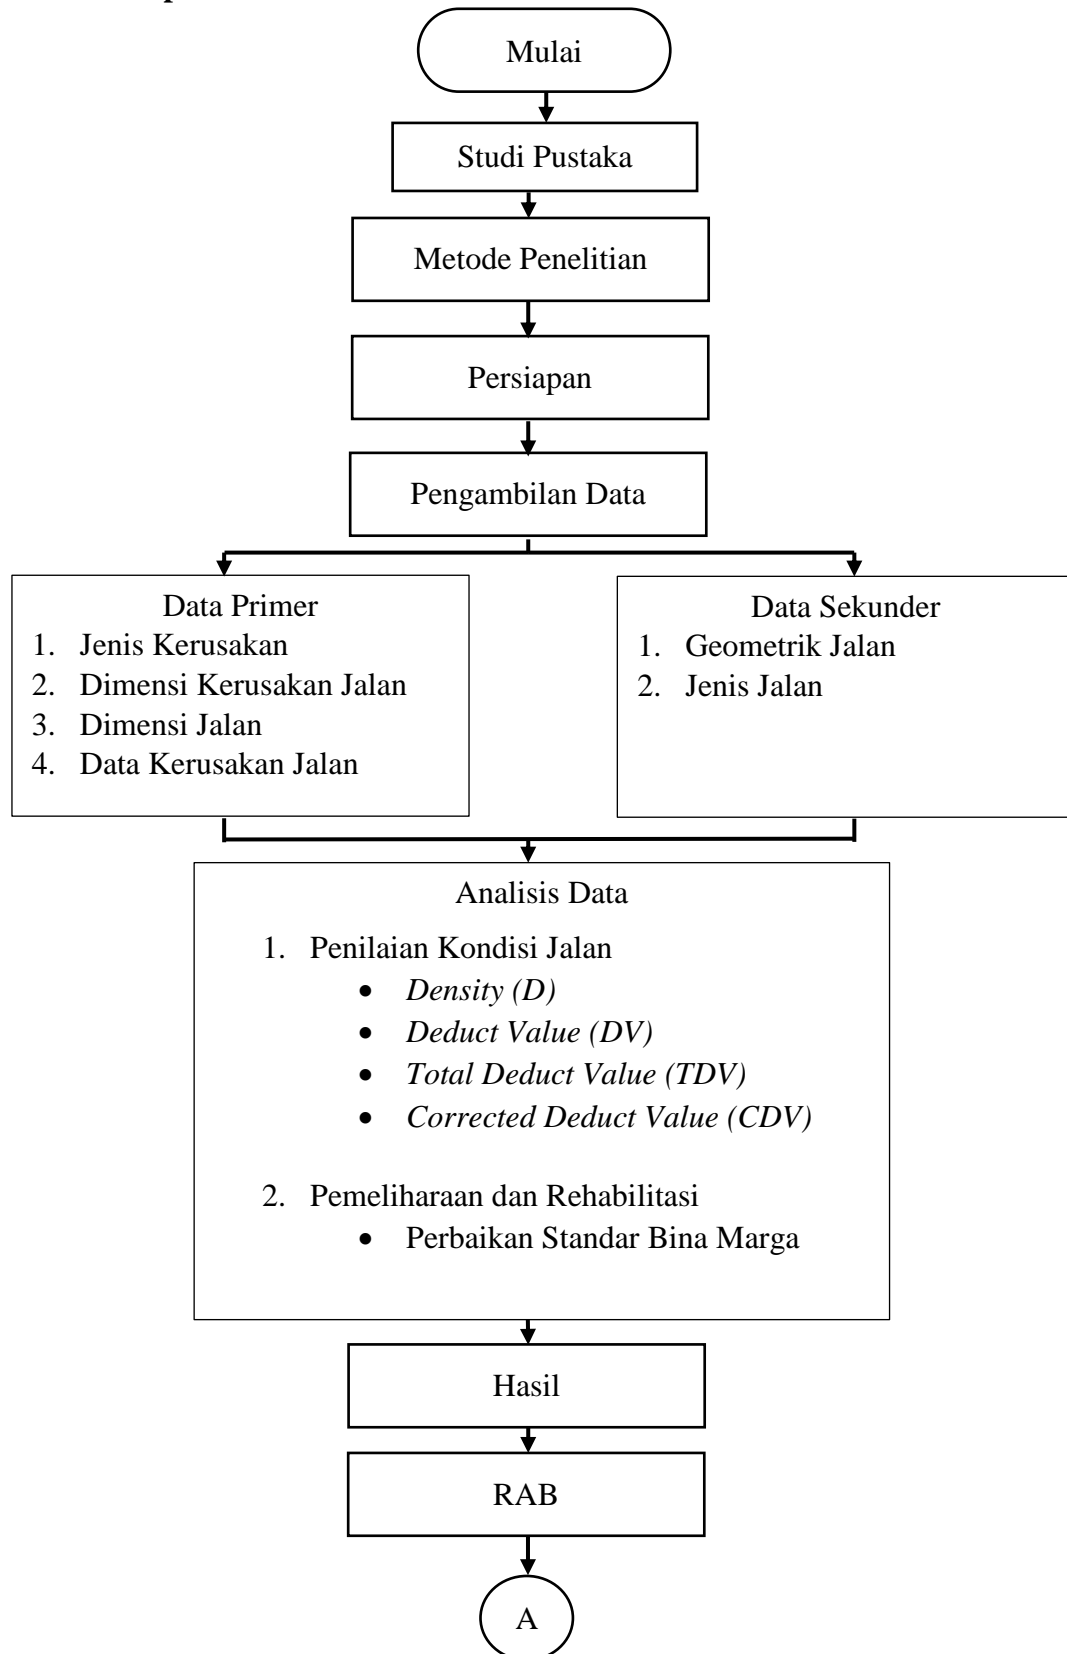 Mulai
Studi Pustaka
Metode Penelitian
Persiapan
Pengambilan Data
Data Primer
1. Jenis Kerusakan
2. Dimensi Kerusakan Jalan
3. Dimensi Jalan
4. Data Kerusakan Jalan
Data Sekunder
1. Geometrik Jalan
2. Jenis Jalan
Analisis Data
1. Penilaian Kondisi Jalan
• Density (D)
• Deduct Value (DV)
• Total Deduct Value (TDV)
• Corrected Deduct Value (CDV)
2. Pemeliharaan dan Rehabilitasi
• Perbaikan Standar Bina Marga
Hasil
RAB
A